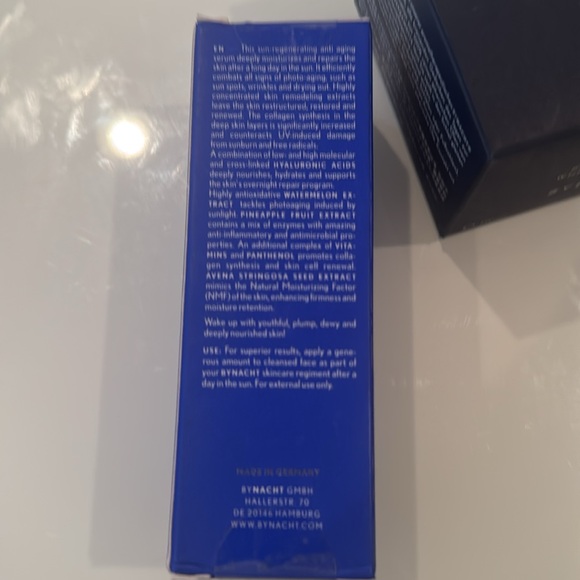 EN This sun-regenerating anti aging
serum deeply moisturizes and repairs the
skin after a long day in the sun. It efficiently
combats all signs of photo-aging, such as
sun spots, wrinkles and drying out. Highly
concentrated skin remodeling extracts
leave the skin restructured, restored and
renewed. The collagen synthesis in the
deep skin layers is significantly increased
and counteracts UV-induced damage
from sunburn and free radicals.
A combination of low- and high molecular
and cross-linked HYALURONIC ACIDS
deeply nourishes, hydrates and supports
the skin's overnight repair program.
Highly antioxidative WATERMELON EX-
TRACT tackles photoaging induced by
sunlight. PINEAPPLE FRUIT EXTRACT
contains a mix of enzymes with amazing
anti-inflammatory and antimicrobial pro-
perties. An additional complex of VITA-
MINS and PANTHENOL promotes colla-
gen synthesis and skin cell renewal.
AVENA STRINGOSA SEED EXTRACT
mimics the Natural Moisturizing Factor
(NMF) of the skin, enhancing firmness and
moisture retention.
Wake up with youthful, plump, dewy and
deeply nourished skin!
USE: For superior results, apply a gene-
rous amount to cleansed face as part of
your BYNACHT skincare regiment after a
day in the sun. For external use only.
MADE IN GERMANY
BYNACHT GMBH
HALLERSTR. 70
DE 20146 HAMBURG
WWW.BYNACHT.COM